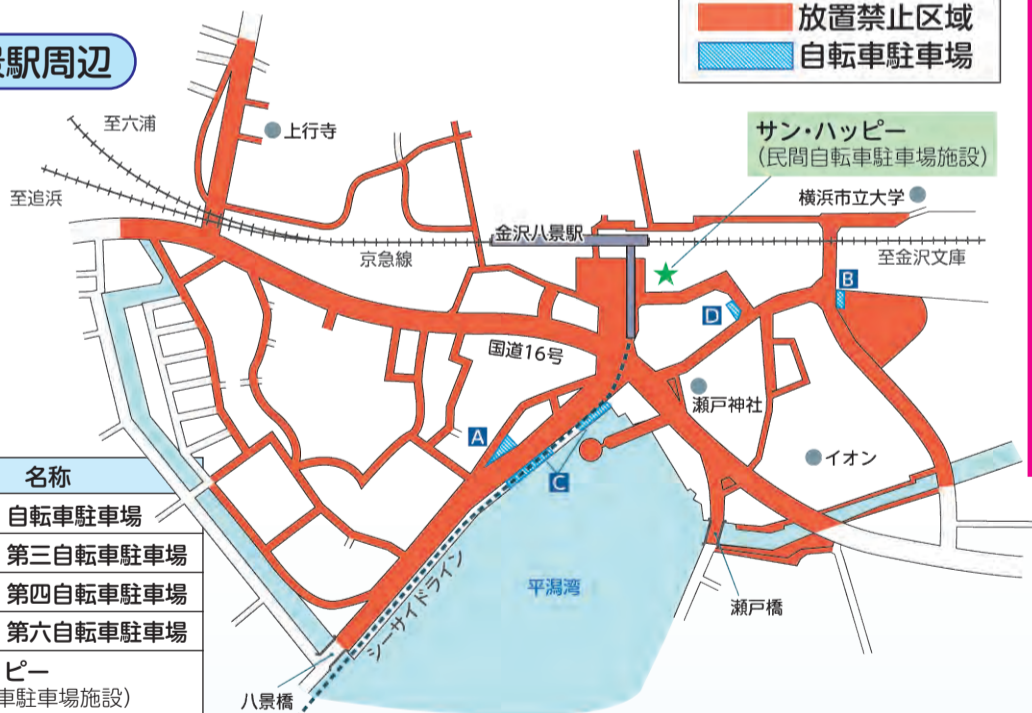 景駅周辺
放置禁止区域
自転車駐車場
至六浦
上行寺
サン・ハッピー
(民間自転車駐車場施設)
至追浜
横浜市立大学
金沢八景駅
京急線
至金沢文庫
B
D
国道16号
瀬戸神社
A
イオン
C
名称
自転車駐車場
第三自転車駐車場
第四自転車駐車場
第六自転車駐車場
ピー
車駐車場施設)
平潟湾
シーサイドライン
瀬戸橋
八景橋